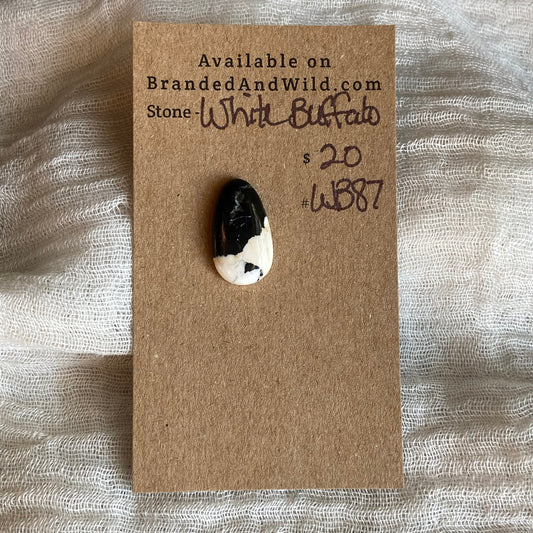 Available on
BrandedAndWild.com
Stone - White Buffalo
$ 20
# WB87